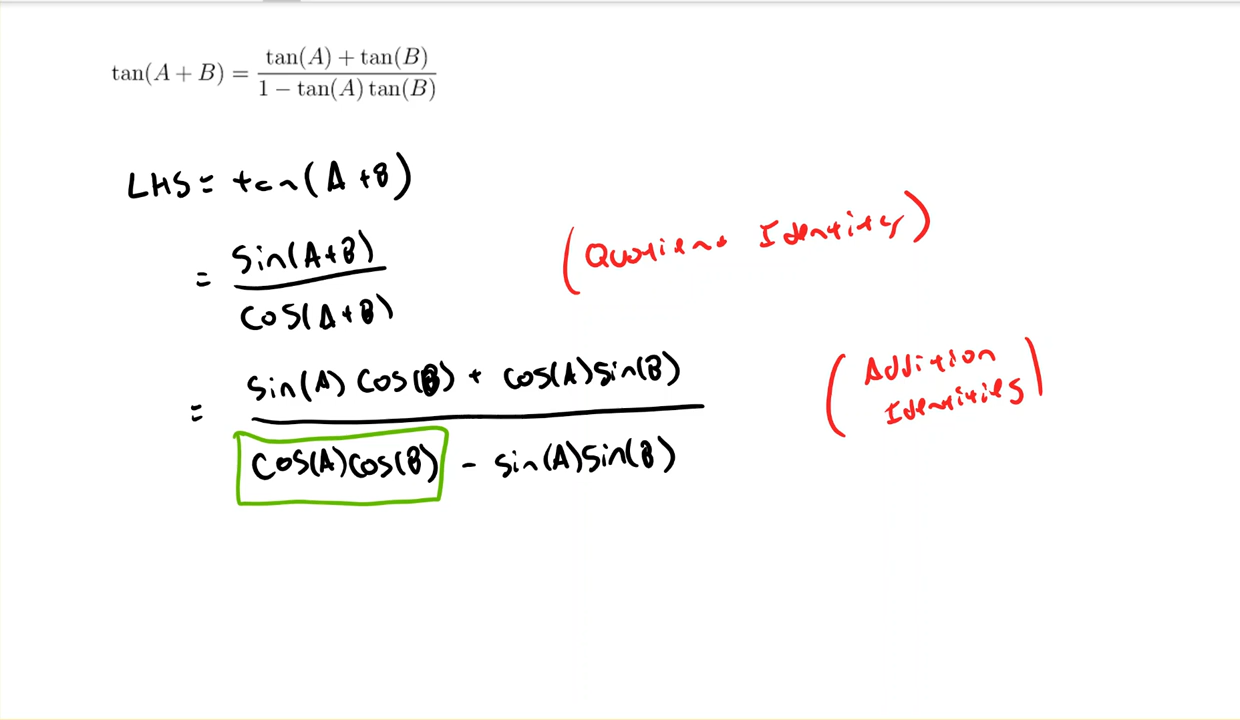 tan(A + B) = (tan(A) + tan(B)) / (1 − tan(A) tan(B))
LHS = tan(A+B)
= sin(A+B) / cos(A+B) (Quotient Identity)
= (sin(A) cos(B) + cos(A)sin(B)) / (cos(A)cos(B) - sin(A)sin(B)) (Addition Identities)